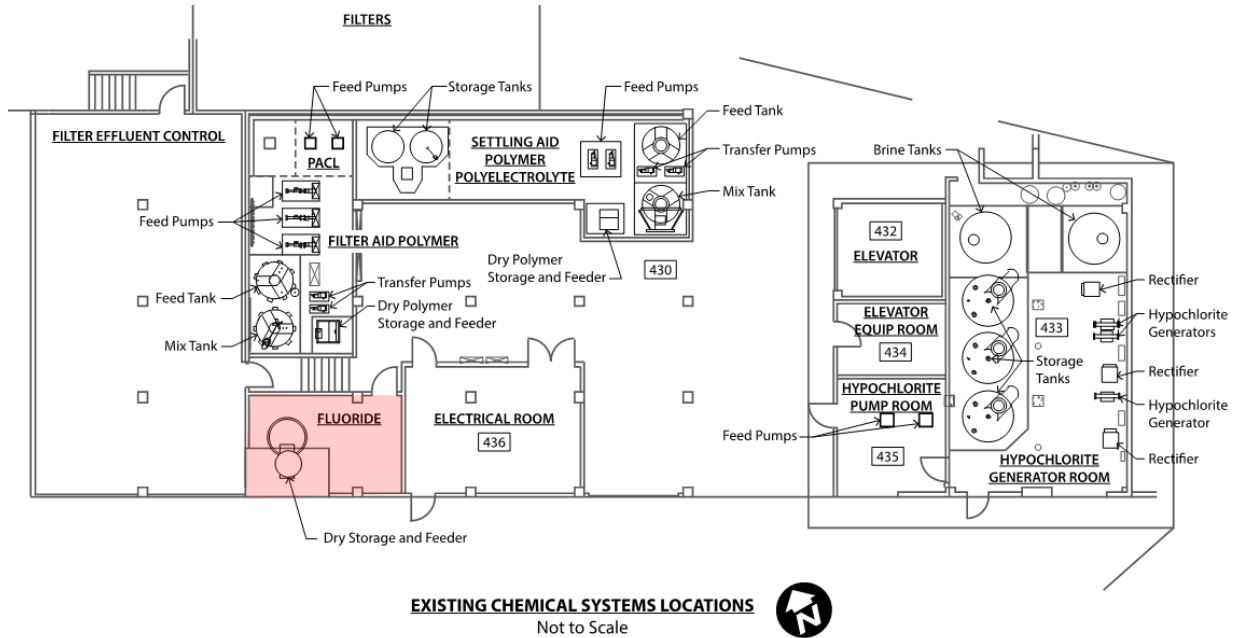 FILTERS
Feed Pumps
Storage Tanks
Feed Pumps
Feed Tank
FILTER EFFLUENT CONTROL
SETTLING AID
POLYMER
POLYELECTROLYTE
PACL
Transfer Pumps
Brine Tanks
Mix Tank
Feed Pumps
FILTER AID POLYMER
432
ELEVATOR
Dry Polymer
Storage and Feeder
430
Transfer Pumps
Rectifier
Feed Tank
Dry Polymer
Storage and Feeder
ELEVATOR
EQUIP ROOM
434
433
Hypochlorite
Generators
Mix Tank
Storage
Tanks
Rectifier
HYPOCHLORITE
PUMP ROOM
FLUORIDE
ELECTRICAL ROOM
436
Feed Pumps
435
Hypochlorite
Generator
HYPOCHLORITE
GENERATOR ROOM
Rectifier
Dry Storage and Feeder
EXISTING CHEMICAL SYSTEMS LOCATIONS
Not to Scale
N